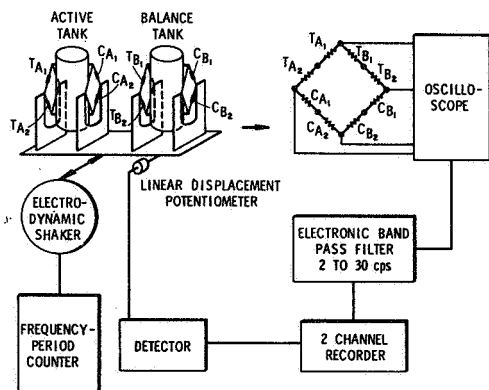 ACTIVE
TANK
BALANCE
TANK
TA1
CA1
TB1
CB1
CA2
TA2
TB2
CB2
TA1
TB1
TA2
TB2
CA1
CB1
CA2
CB2
OSCILLO-
SCOPE
LINEAR DISPLACEMENT
POTENTIOMETER
ELECTRO-
DYNAMIC
SHAKER
ELECTRONIC BAND
PASS FILTER
2 TO 30 cps
FREQUENCY-
PERIOD
COUNTER
DETECTOR
2 CHANNEL
RECORDER